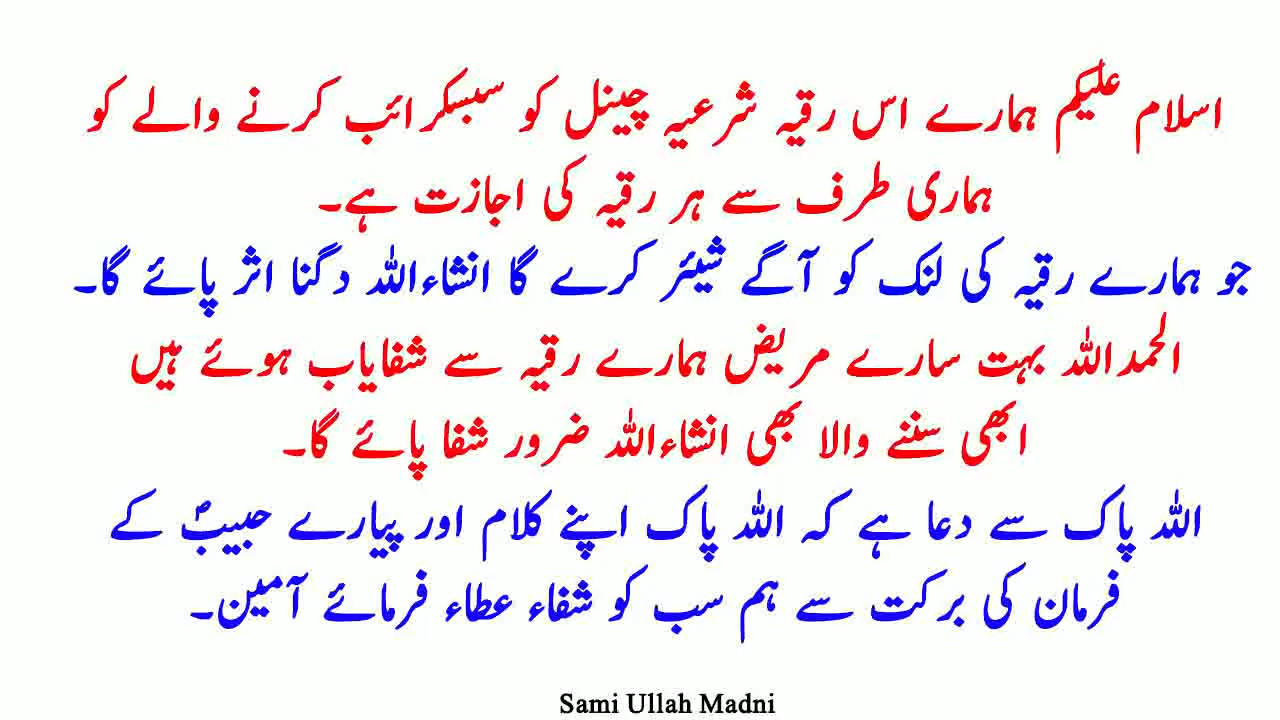 اسلام علیکم ہمارے اس رقیہ شرعیہ چینل کو سبسکرائب کرنے والے کو
ہماری طرف سے ہر رقیہ کی اجازت ہے۔
جو ہمارے رقیہ کی لنک کو آگے شیئر کرے گا انشاءاللہ دگنا اثر پائے گا۔
الحمداللہ بہت سارے مریض ہمارے رقیہ سے شفایاب ہوئے ہیں
ابھی سننے والا بھی انشاءاللہ ضرور شفا پائے گا۔
اللہ پاک سے دعا ہے کہ اللہ پاک اپنے کلام اور پیارے حبیبؐ کے
فرمان کی برکت سے ہم سب کو شفاء عطاء فرمائے آمین۔
Sami Ullah Madni